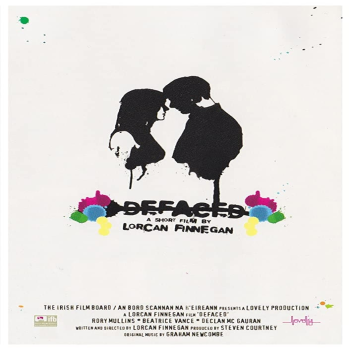 DEFACED
A SHORT FILM BY
LORCAN FINNEGAN
THE IRISH FILM BOARD / AN BORD SCANNAN NA h'EIREANN PRESENTS A LOVELY PRODUCTION
A LORCAN FINNEGAN FILM 'DEFACED'
RORY MULLINS * BEATRICE VANCE * DECLAN MC GAURAN
WRITTEN AND DIRECTED BY LORCAN FINNEGAN PRODUCED BY STEVEN COURTNEY
ORIGINAL MUSIC BY GRAHAM NEWCOMBE
lovely